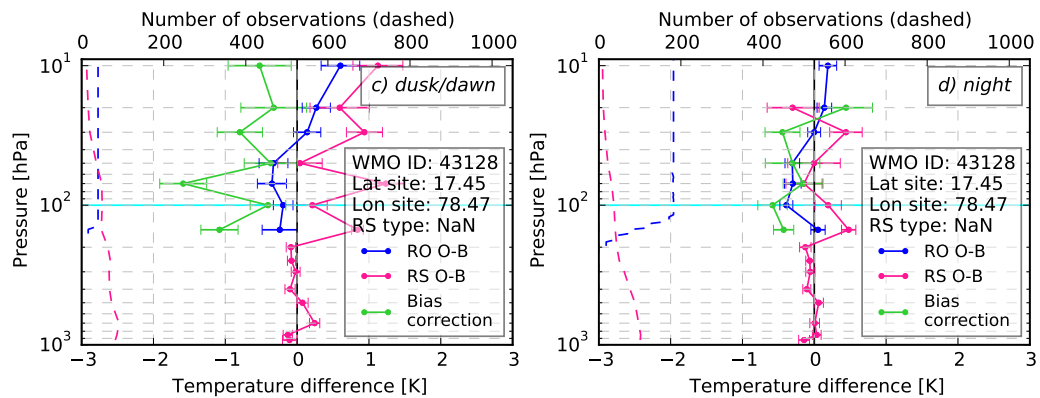 Number of observations (dashed)
0 200 400 600 800 1000
10¹
10²
10³
Pressure [hPa]
c) dusk/dawn
WMO ID: 43128
Lat site: 17.45
Lon site: 78.47
RS type: NaN
RO O-B
RS O-B
Bias
correction
−3 −2 −1 0 1 2 3
Temperature difference [K]
Number of observations (dashed)
0 200 400 600 800 1000
10¹
10²
10³
Pressure [hPa]
d) night
WMO ID: 43128
Lat site: 17.45
Lon site: 78.47
RS type: NaN
RO O-B
RS O-B
Bias
correction
−3 −2 −1 0 1 2 3
Temperature difference [K]